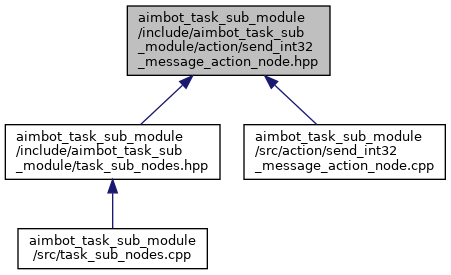 aimbot_task_sub_module
/include/aimbot_task_sub
_module/action/send_int32
_message_action_node.hpp
aimbot_task_sub_module
/include/aimbot_task_sub
_module/task_sub_nodes.hpp
aimbot_task_sub_module
/src/action/send_int32
_message_action_node.cpp
aimbot_task_sub_module
/src/task_sub_nodes.cpp